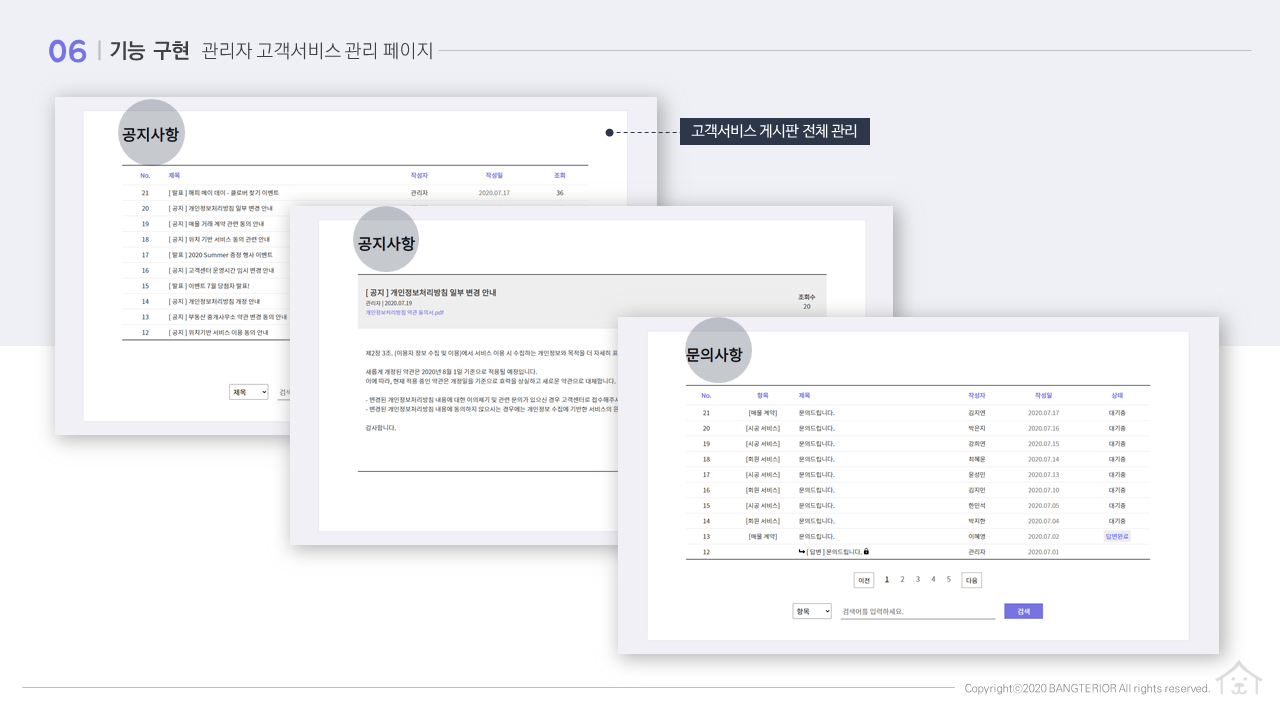 06 | 기능 구현 관리자 고객서비스 관리 페이지
고객서비스 게시판 전체 관리
공지사항
No. 제목 작성자 작성일 조회
21 [ 발표 ] 해피 메이 데이 - 클로버 찾기 이벤트 관리자 2020.07.17 36
20 [ 공지 ] 개인정보처리방침 일부 변경 안내
19 [ 공지 ] 매물 거래 계약 관련 동의 안내
18 [ 공지 ] 위치 기반 서비스 동의 관련 안내
17 [ 발표 ] 2020 Summer 증정 행사 이벤트
16 [ 공지 ] 고객센터 운영시간 임시 변경 안내
15 [ 발표 ] 이벤트 7월 당첨자 발표!
14 [ 공지 ] 개인정보처리방침 개정 안내
13 [ 공지 ] 부동산 중개사무소 약관 변경 동의 안내
12 [ 공지 ] 위치기반 서비스 이용 동의 안내
제목 검색
공지사항
[ 공지 ] 개인정보처리방침 일부 변경 안내
관리자 | 2020.07.19
개인정보처리방침 약관 동의서.pdf
조회수
20
제2장 3조. (이용자 정보 수집 및 이용)에서 서비스 이용 시 수집하는 개인정보와 목적을 더 자세히 표
새롭게 개정된 약관은 2020년 8월 1일 기준으로 적용될 예정입니다.
이에 따라, 현재 적용 중인 약관은 개정일을 기준으로 효력을 상실하고 새로운 약관으로 대체합니다.
- 변경된 개인정보처리방침 내용에 대한 이의제기 및 관련 문의가 있으신 경우 고객센터로 접수해주시
- 변경된 개인정보처리방침 내용에 동의하지 않으시는 경우에는 개인정보 수집에 기반한 서비스의 원
감사합니다.
문의사항
No. 항목 제목 작성자 작성일 상태
21 [매물 계약] 문의드립니다. 김지연 2020.07.17 대기중
20 [시공 서비스] 문의드립니다. 박은지 2020.07.16 대기중
19 [시공 서비스] 문의드립니다. 강희연 2020.07.15 대기중
18 [회원 서비스] 문의드립니다. 최혜윤 2020.07.14 대기중
17 [시공 서비스] 문의드립니다. 윤성민 2020.07.13 대기중
16 [회원 서비스] 문의드립니다. 김지민 2020.07.10 대기중
15 [시공 서비스] 문의드립니다. 한민석 2020.07.05 대기중
14 [회원 서비스] 문의드립니다. 박지한 2020.07.04 대기중
13 [매물 계약] 문의드립니다. 이혜영 2020.07.02 답변완료
12 [ 답변 ] 문의드립니다. 관리자 2020.07.01
이전 1 2 3 4 5 다음
항목 검색어를 입력하세요. 검색
Copyrightⓒ2020 BANGTERIOR All rights reserved.